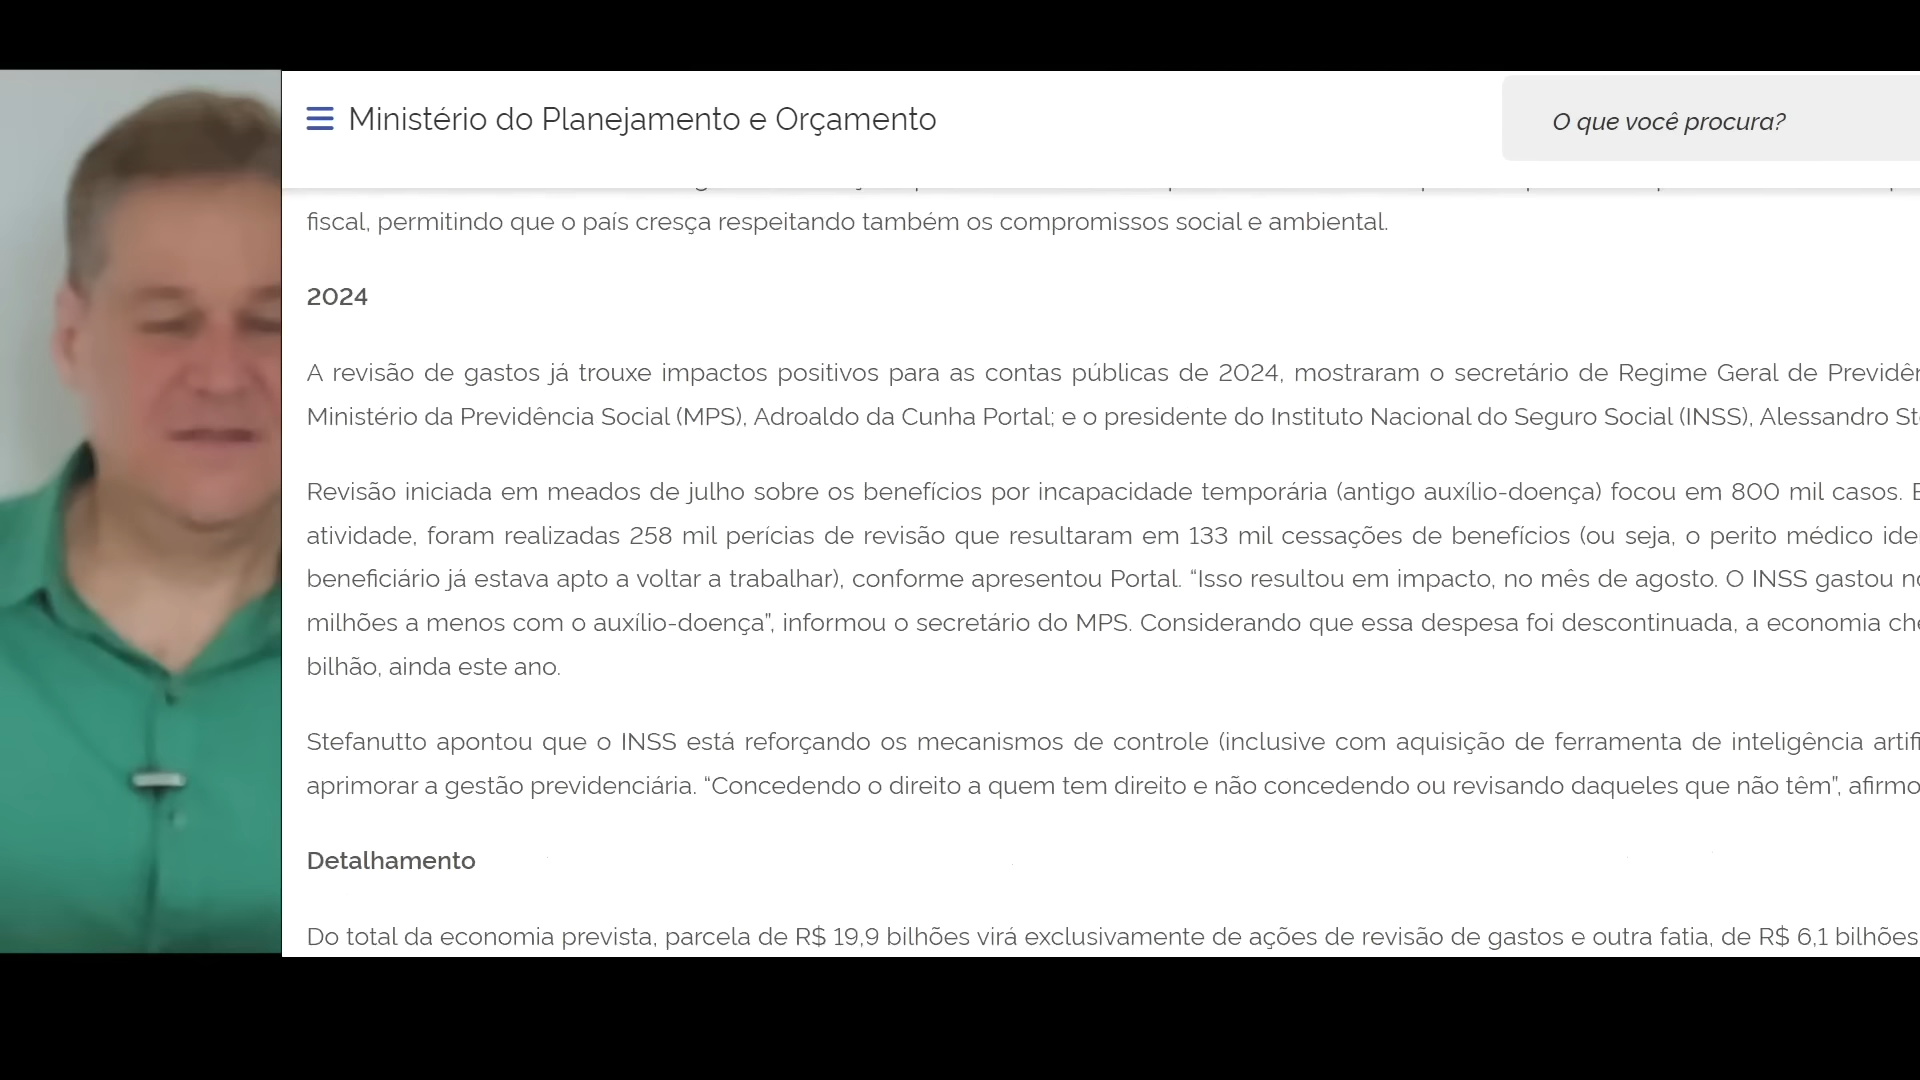 Ministério do Planejamento e Orçamento
O que você procura?
fiscal, permitindo que o país cresça respeitando também os compromissos social e ambiental.
2024
A revisão de gastos já trouxe impactos positivos para as contas públicas de 2024, mostraram o secretário de Regime Geral de
Ministério da Previdência Social (MPS), Adroaldo da Cunha Portal; e o presidente do Instituto Nacional do Seguro Social (INSS), Alessandro
Revisão iniciada em meados de julho sobre os benefícios por incapacidade temporária (antigo auxílio-doença) focou em 800 mil casos.
atividade, foram realizadas 258 mil perícias de revisão que resultaram em 133 mil cessações de benefícios (ou seja, o perito médico
beneficiário já estava apto a voltar a trabalhar), conforme apresentou Portal. “Isso resultou em impacto, no mês de agosto. O INSS gastou
milhões a menos com o auxílio-doença”, informou o secretário do MPS. Considerando que essa despesa foi descontinuada, a economia
bilhão, ainda este ano.
Stefanutto apontou que o INSS está reforçando os mecanismos de controle (inclusive com aquisição de ferramenta de inteligência
aprimorar a gestão previdenciária. “Concedendo o direito a quem tem direito e não concedendo ou revisando daqueles que não têm”,
Detalhamento
Do total da economia prevista, parcela de R$ 19,9 bilhões virá exclusivamente de ações de revisão de gastos e outra fatia, de R$ 6,1 bilhões